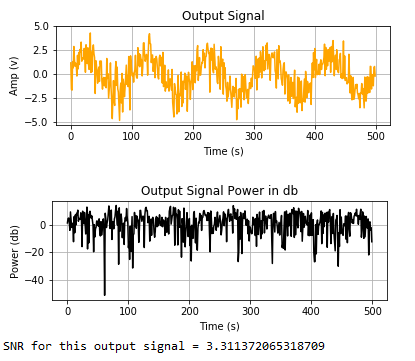 Output Signal
5.0
2.5
0.0
−2.5
−5.0
Amp (v)
0 100 200 300 400 500
Time (s)
Output Signal Power in db
0
−20
−40
Power (db)
0 100 200 300 400 500
Time (s)
SNR for this output signal = 3.311372065318709